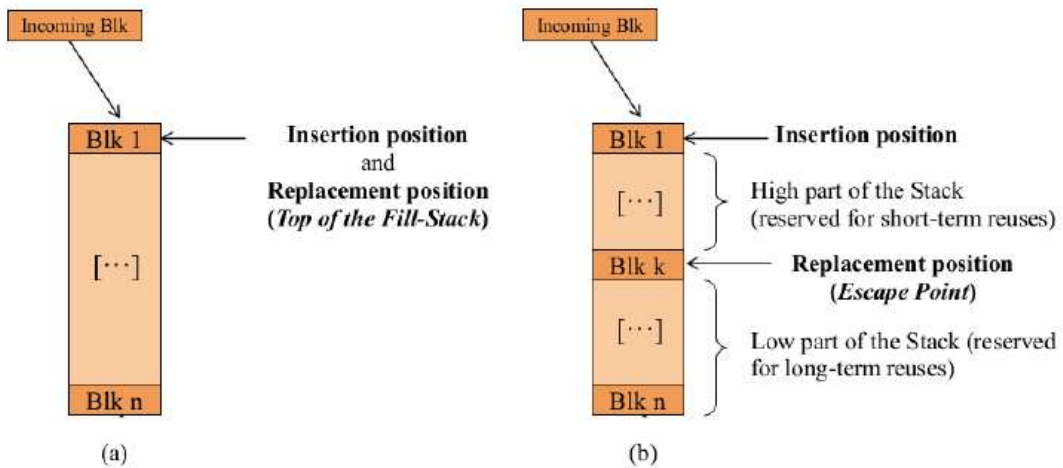 Incoming Blk
Blk 1
Insertion position
and
Replacement position
(Top of the Fill-Stack)
[···]
Blk n
(a)
Incoming Blk
Blk 1
Insertion position
[···]
High part of the Stack
(reserved for short-term reuses)
Blk k
Replacement position
(Escape Point)
[···]
Low part of the Stack (reserved
for long-term reuses)
Blk n
(b)